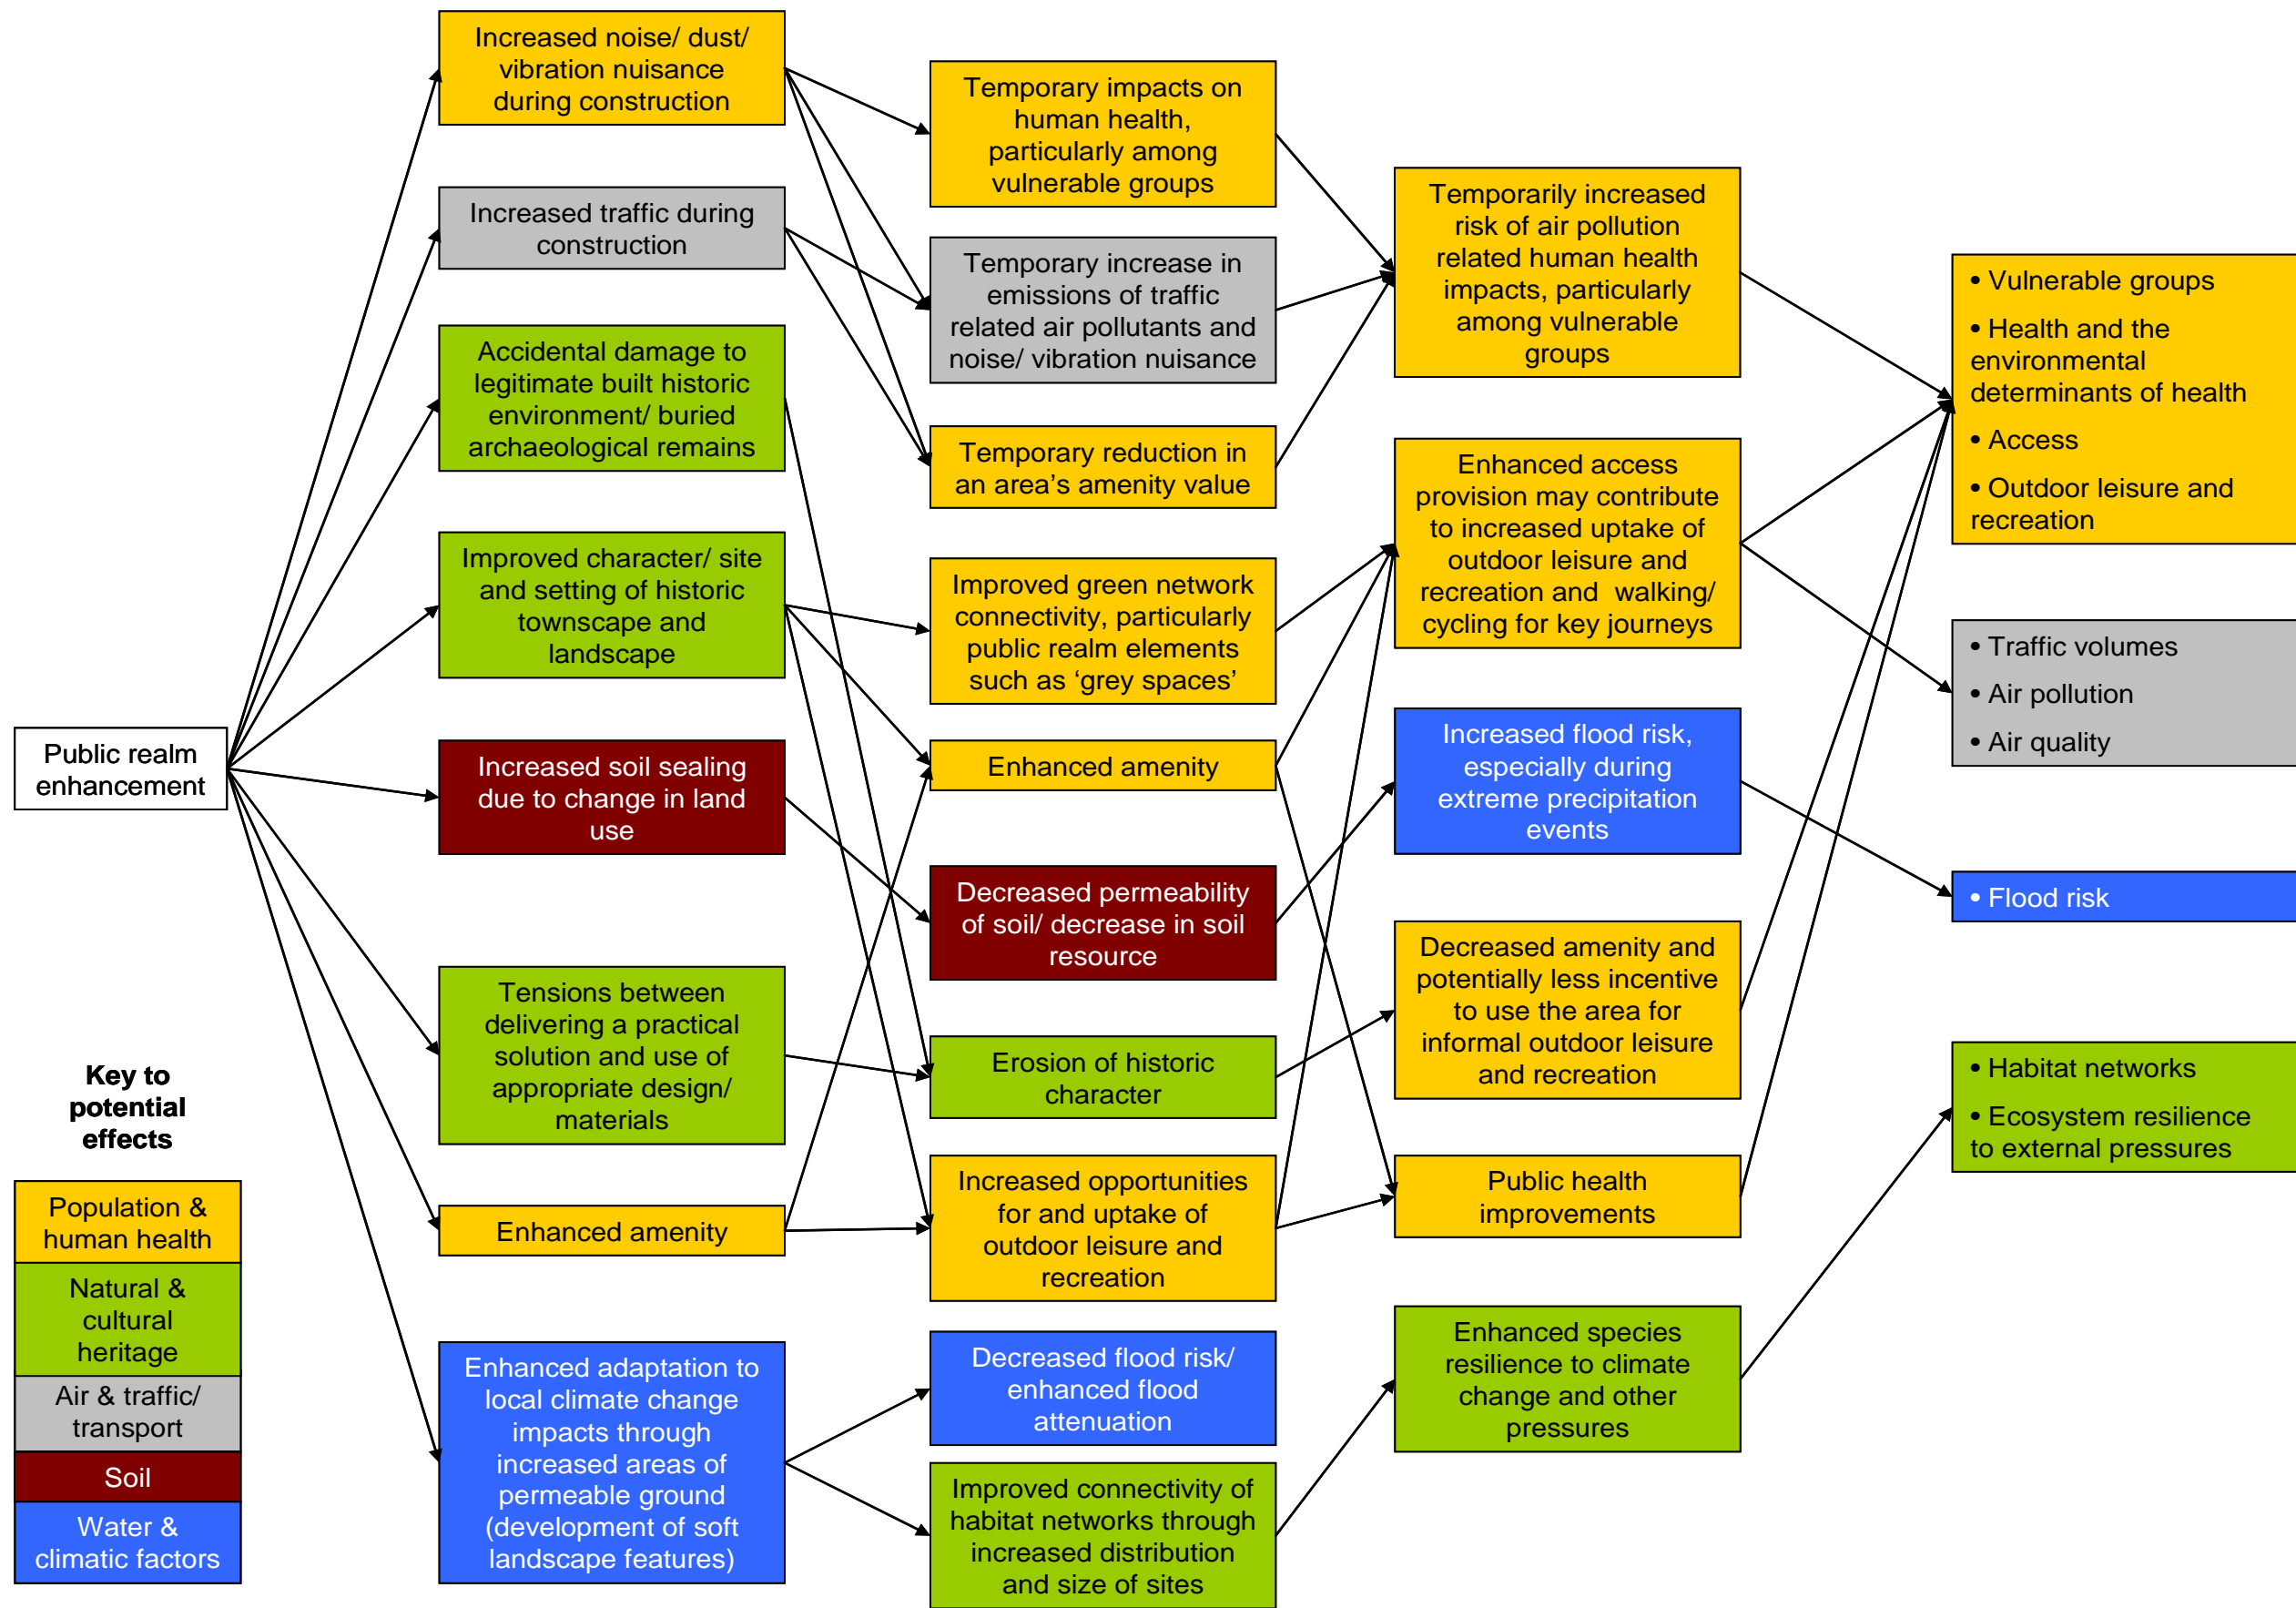 Public realm
enhancement
Key to
potential
effects
Population &
human health
Natural &
cultural
heritage
Air & traffic/
transport
Soil
Water &
climatic factors
Increased noise/ dust/
vibration nuisance
during construction
Increased traffic during
construction
Accidental damage to
legitimate built historic
environment/ buried
archaeological remains
Improved character/ site
and setting of historic
townscape and
landscape
Increased soil sealing
due to change in land
use
Tensions between
delivering a practical
solution and use of
appropriate design/
materials
Enhanced amenity
Enhanced adaptation to
local climate change
impacts through
increased areas of
permeable ground
(development of soft
landscape features)
Temporary impacts on
human health,
particularly among
vulnerable groups
Temporary increase in
emissions of traffic
related air pollutants and
noise/ vibration nuisance
Temporary reduction in
an area’s amenity value
Improved green network
connectivity, particularly
public realm elements
such as ‘grey spaces’
Enhanced amenity
Decreased permeability
of soil/ decrease in soil
resource
Erosion of historic
character
Increased opportunities
for and uptake of
outdoor leisure and
recreation
Decreased flood risk/
enhanced flood
attenuation
Improved connectivity of
habitat networks through
increased distribution
and size of sites
Temporarily increased
risk of air pollution
related human health
impacts, particularly
among vulnerable
groups
Enhanced access
provision may contribute
to increased uptake of
outdoor leisure and
recreation and walking/
cycling for key journeys
Increased flood risk,
especially during
extreme precipitation
events
Decreased amenity and
potentially less incentive
to use the area for
informal outdoor leisure
and recreation
Public health
improvements
Enhanced species
resilience to climate
change and other
pressures
• Vulnerable groups
• Health and the
environmental
determinants of health
• Access
• Outdoor leisure and
recreation
• Traffic volumes
• Air pollution
• Air quality
• Flood risk
• Habitat networks
• Ecosystem resilience
to external pressures